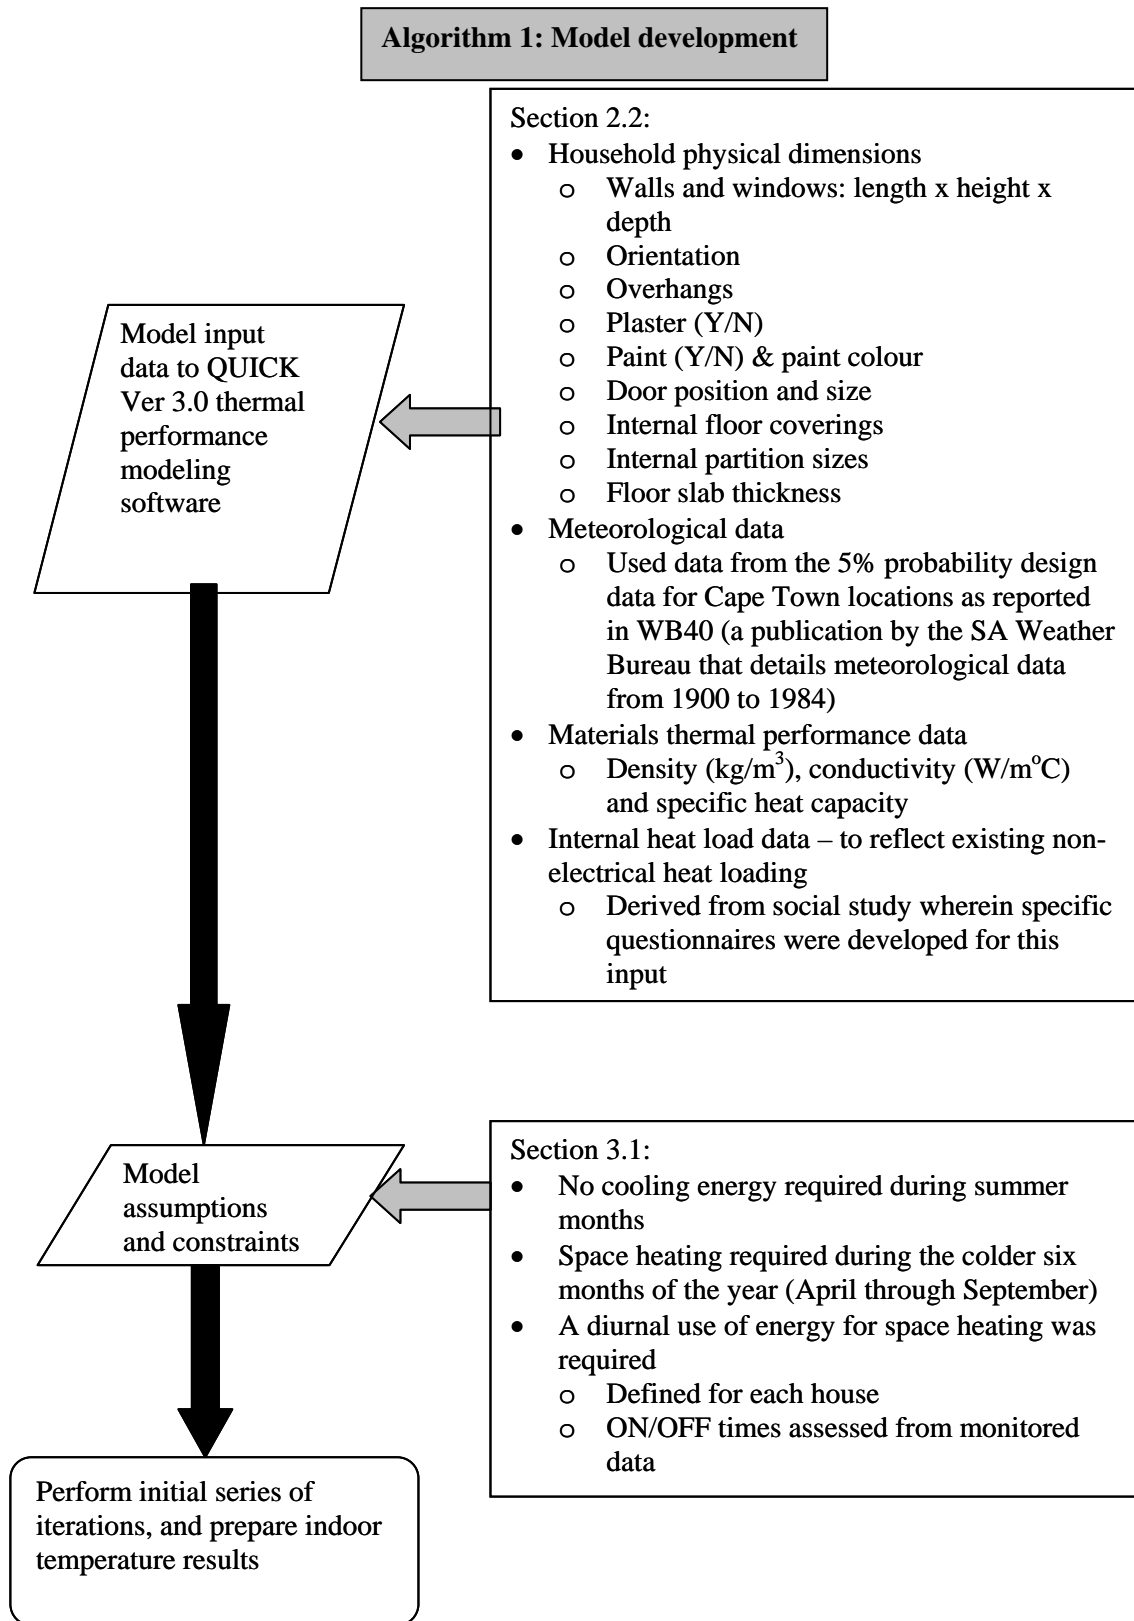 Algorithm 1: Model development
Section 2.2:
• Household physical dimensions
o Walls and windows: length x height x
depth
o Orientation
o Overhangs
o Plaster (Y/N)
o Paint (Y/N) & paint colour
o Door position and size
o Internal floor coverings
o Internal partition sizes
o Floor slab thickness
• Meteorological data
o Used data from the 5% probability design
data for Cape Town locations as reported
in WB40 (a publication by the SA Weather
Bureau that details meteorological data
from 1900 to 1984)
• Materials thermal performance data
o Density (kg/m³), conductivity (W/m°C)
and specific heat capacity
• Internal heat load data – to reflect existing non-
electrical heat loading
o Derived from social study wherein specific
questionnaires were developed for this
input
Model input
data to QUICK
Ver 3.0 thermal
performance
modeling
software
Section 3.1:
• No cooling energy required during summer
months
• Space heating required during the colder six
months of the year (April through September)
• A diurnal use of energy for space heating was
required
o Defined for each house
o ON/OFF times assessed from monitored
data
Model
assumptions
and constraints
Perform initial series of
iterations, and prepare indoor
temperature results